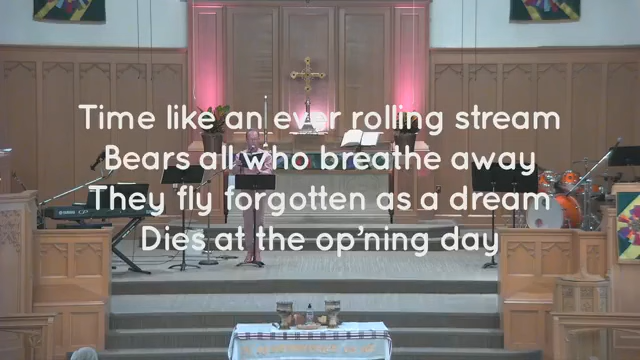 Time like an ever rolling stream
Bears all who breathe away
They fly forgotten as a dream
Dies at the op'ning day